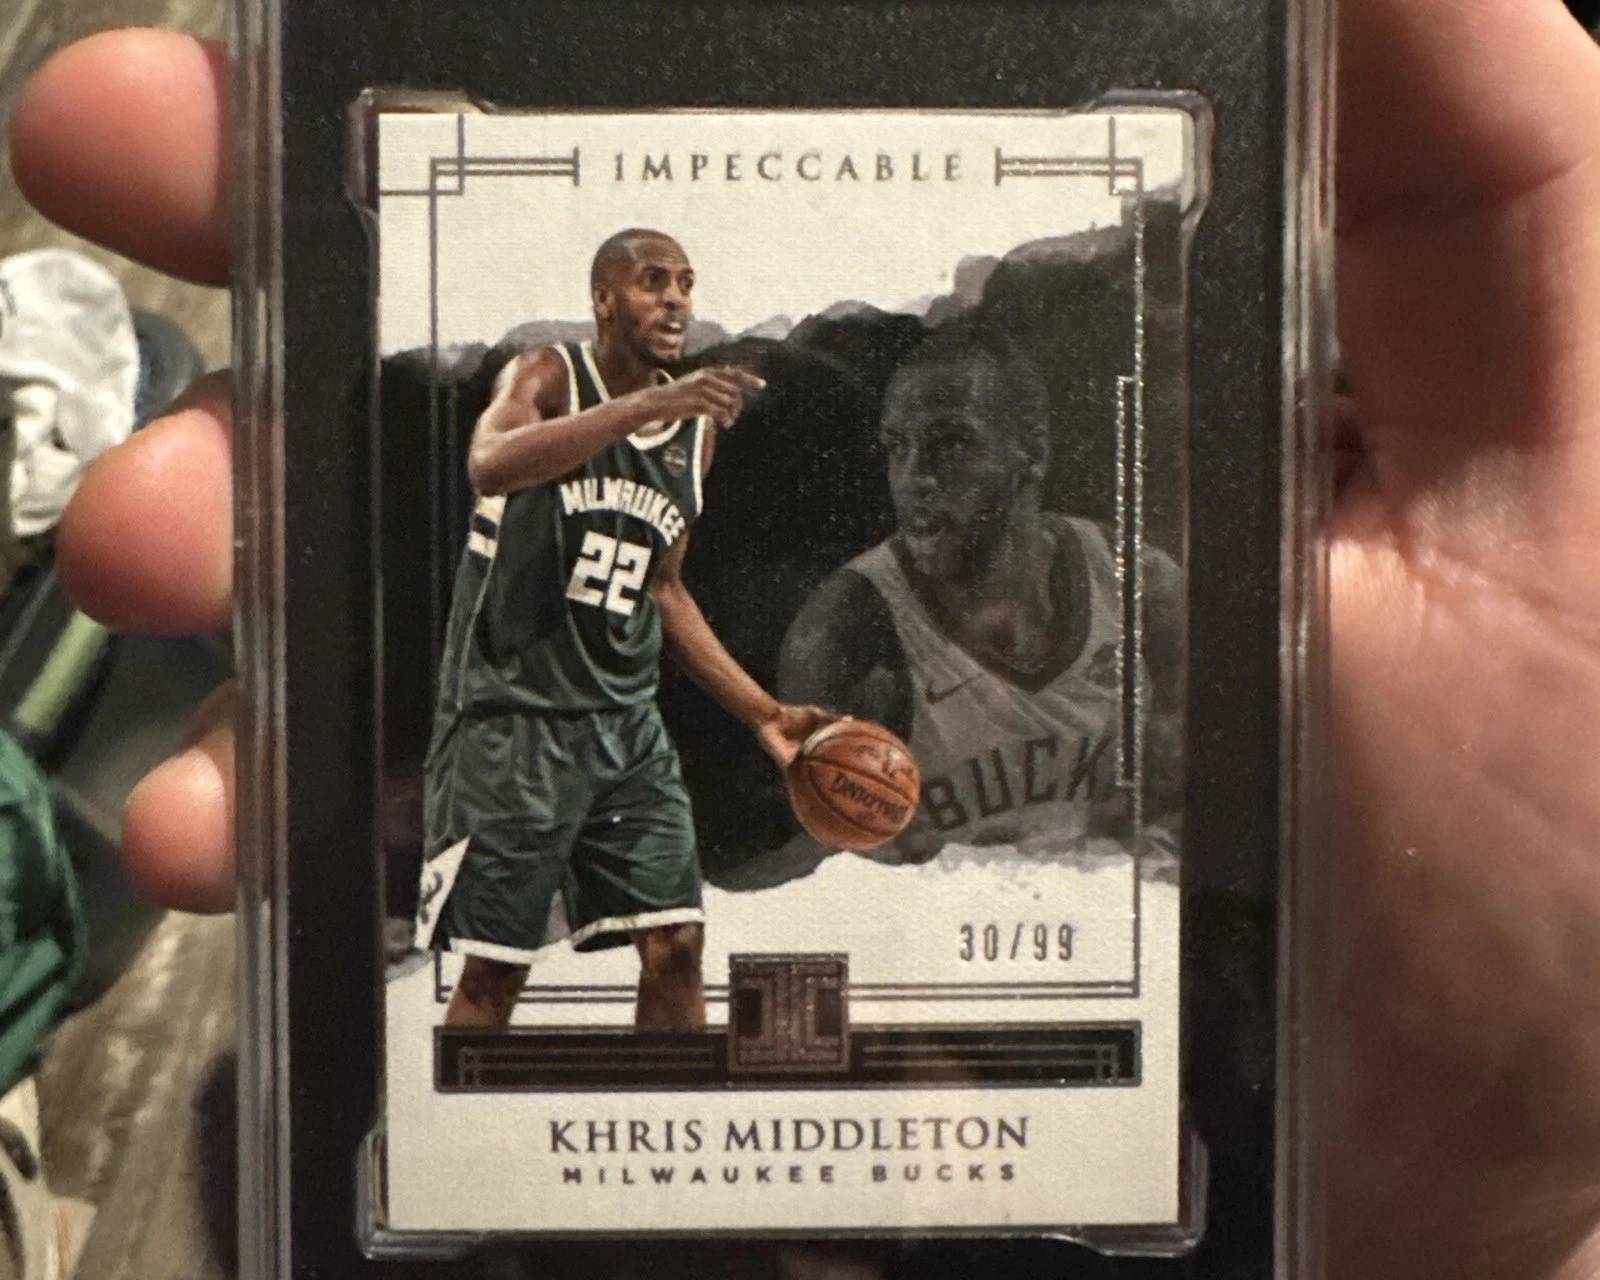 IMPECCABLE
MILWAUKEE
22
BUCK
30/99
KHRIS MIDDLETON
MILWAUKEE BUCKS